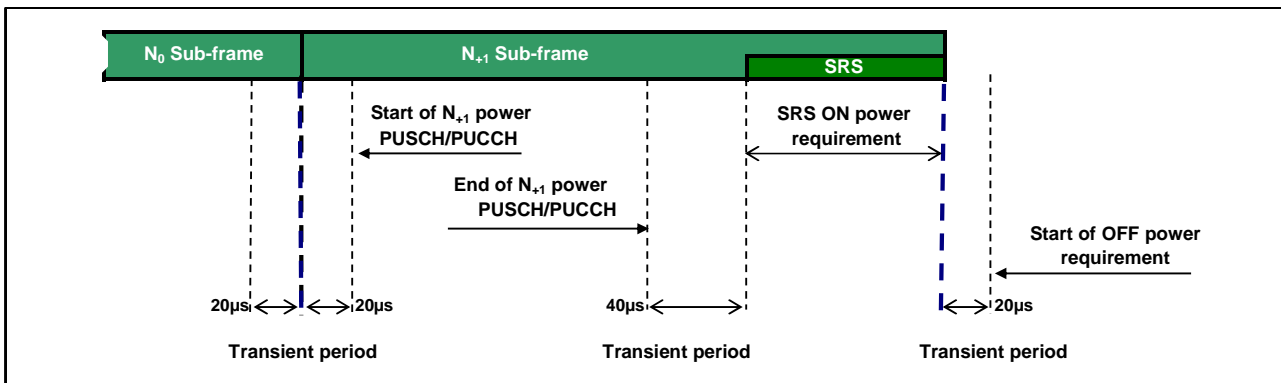 N0 Sub-frame
N+1 Sub-frame
SRS
Start of N+1 power
PUSCH/PUCCH
SRS ON power
requirement
End of N+1 power
PUSCH/PUCCH
Start of OFF power
requirement
20µs
20µs
40µs
20µs
Transient period
Transient period
Transient period